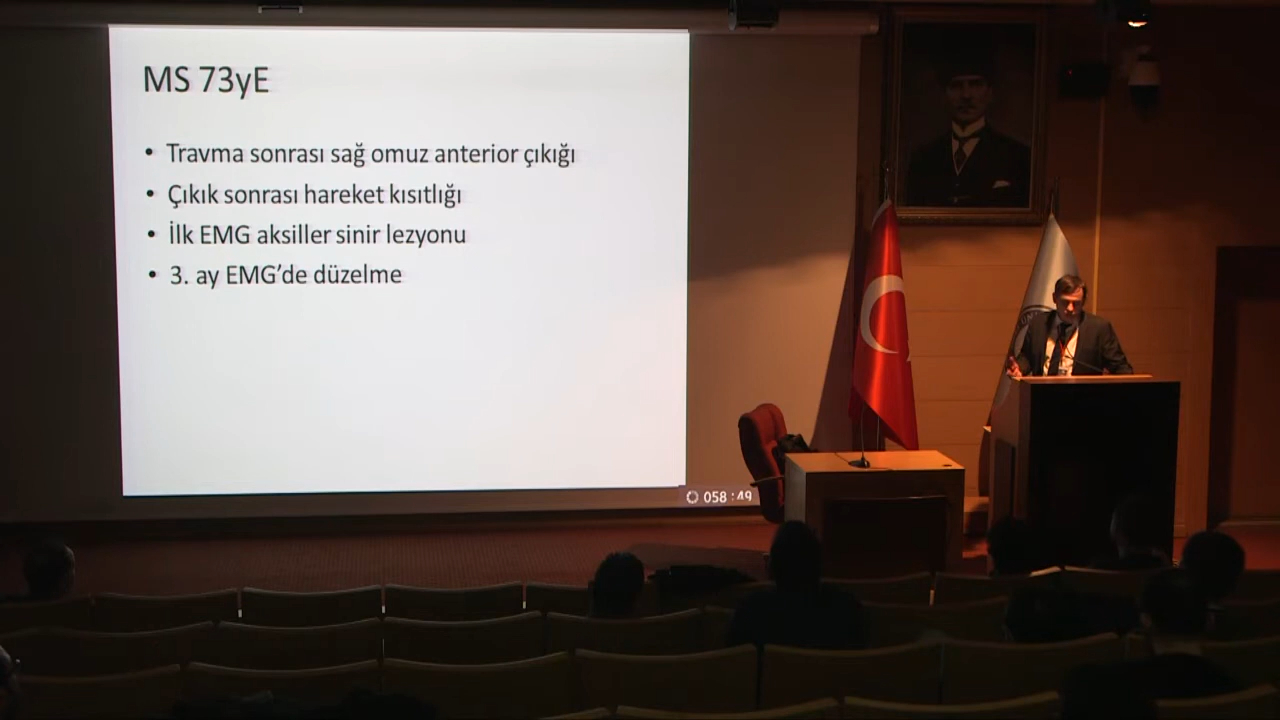 MS 73yE
• Travma sonrası sağ omuz anterior çıkığı
• Çıkık sonrası hareket kısıtlığı
• İlk EMG aksiller sinir lezyonu
• 3. ay EMG’de düzelme
058 :49